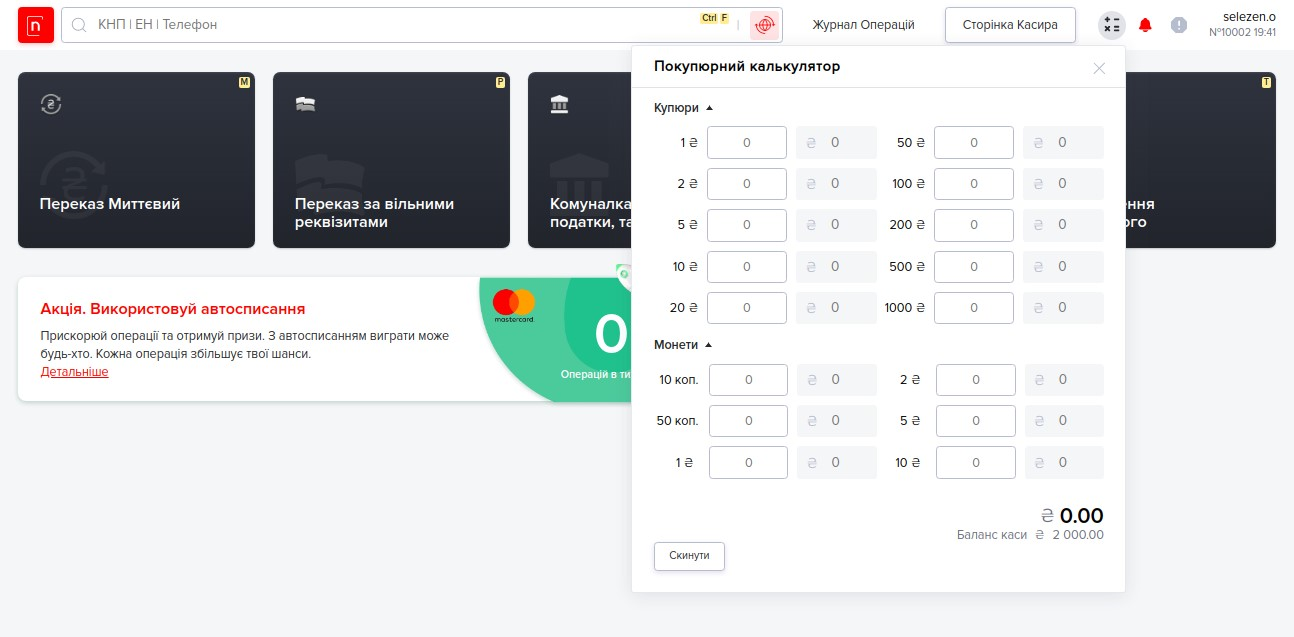 n
КНП | ЕН | Телефон
Ctrl F
Журнал Операцій
Сторінка Касира
selezen.o
№10002 19:41
M
Переказ Миттєвий
P
Переказ за вільними
реквізитами
Комуналка
податки, та
T
ення
ого
Акція. Використовуй автосписання
Прискорюй операції та отримуй призи. З автосписанням виграти може
будь-хто. Кожна операція збільшує твої шанси.
Детальніше
mastercard.
0
Операцій в ти
Покупюрний калькулятор
Купюри
1 ₴ 0 ₴ 0 50 ₴ 0 ₴ 0
2 ₴ 0 ₴ 0 100 ₴ 0 ₴ 0
5 ₴ 0 ₴ 0 200 ₴ 0 ₴ 0
10 ₴ 0 ₴ 0 500 ₴ 0 ₴ 0
20 ₴ 0 ₴ 0 1000 ₴ 0 ₴ 0
Монети
10 коп. 0 ₴ 0 2 ₴ 0 ₴ 0
50 коп. 0 ₴ 0 5 ₴ 0 ₴ 0
1 ₴ 0 ₴ 0 10 ₴ 0 ₴ 0
₴ 0.00
Баланс каси ₴ 2 000.00
Скинути